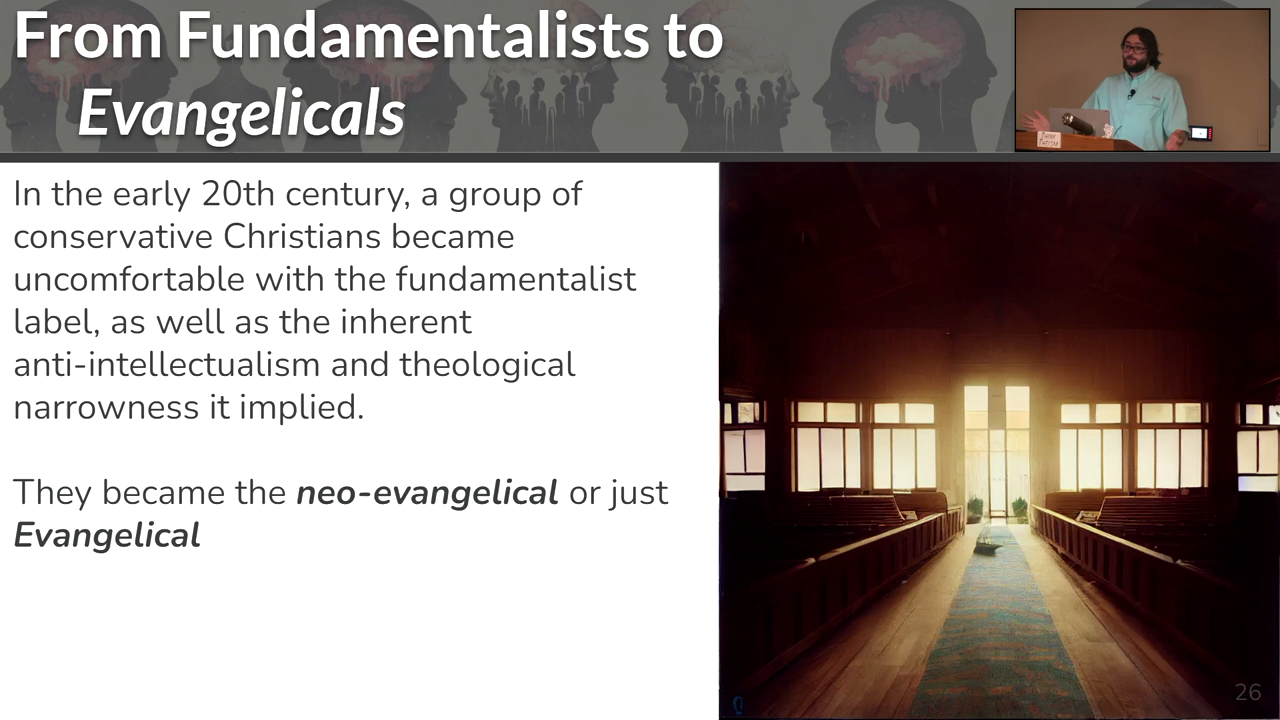 From Fundamentalists to
Evangelicals
In the early 20th century, a group of
conservative Christians became
uncomfortable with the fundamentalist
label, as well as the inherent
anti-intellectualism and theological
narrowness it implied.
They became the neo-evangelical or just
Evangelical
26